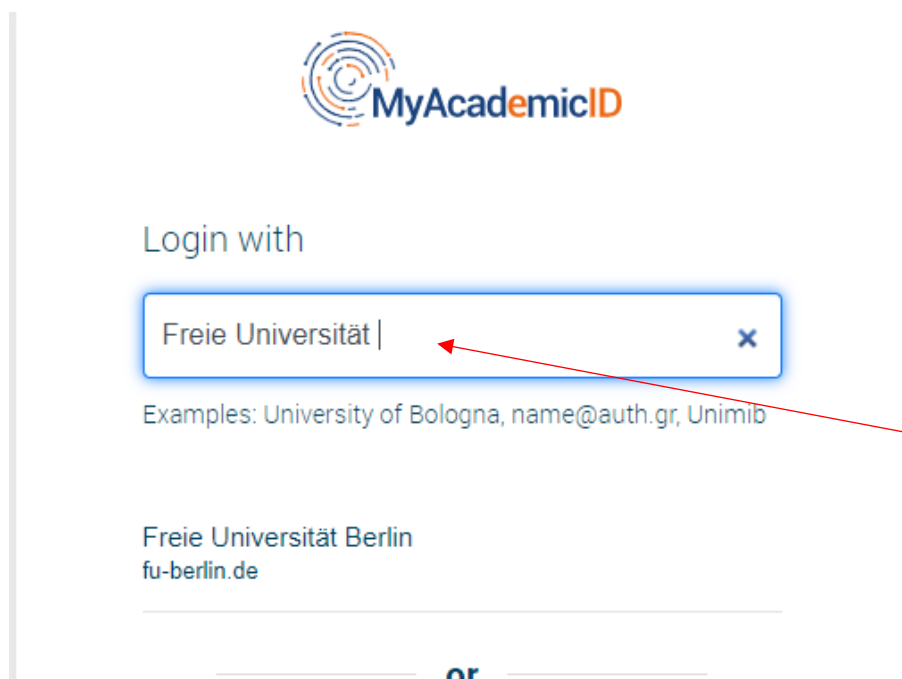 MyAcademicID
Login with
Freie Universität
Examples: University of Bologna, name@auth.gr, Unimib
Freie Universität Berlin
fu-berlin.de
or